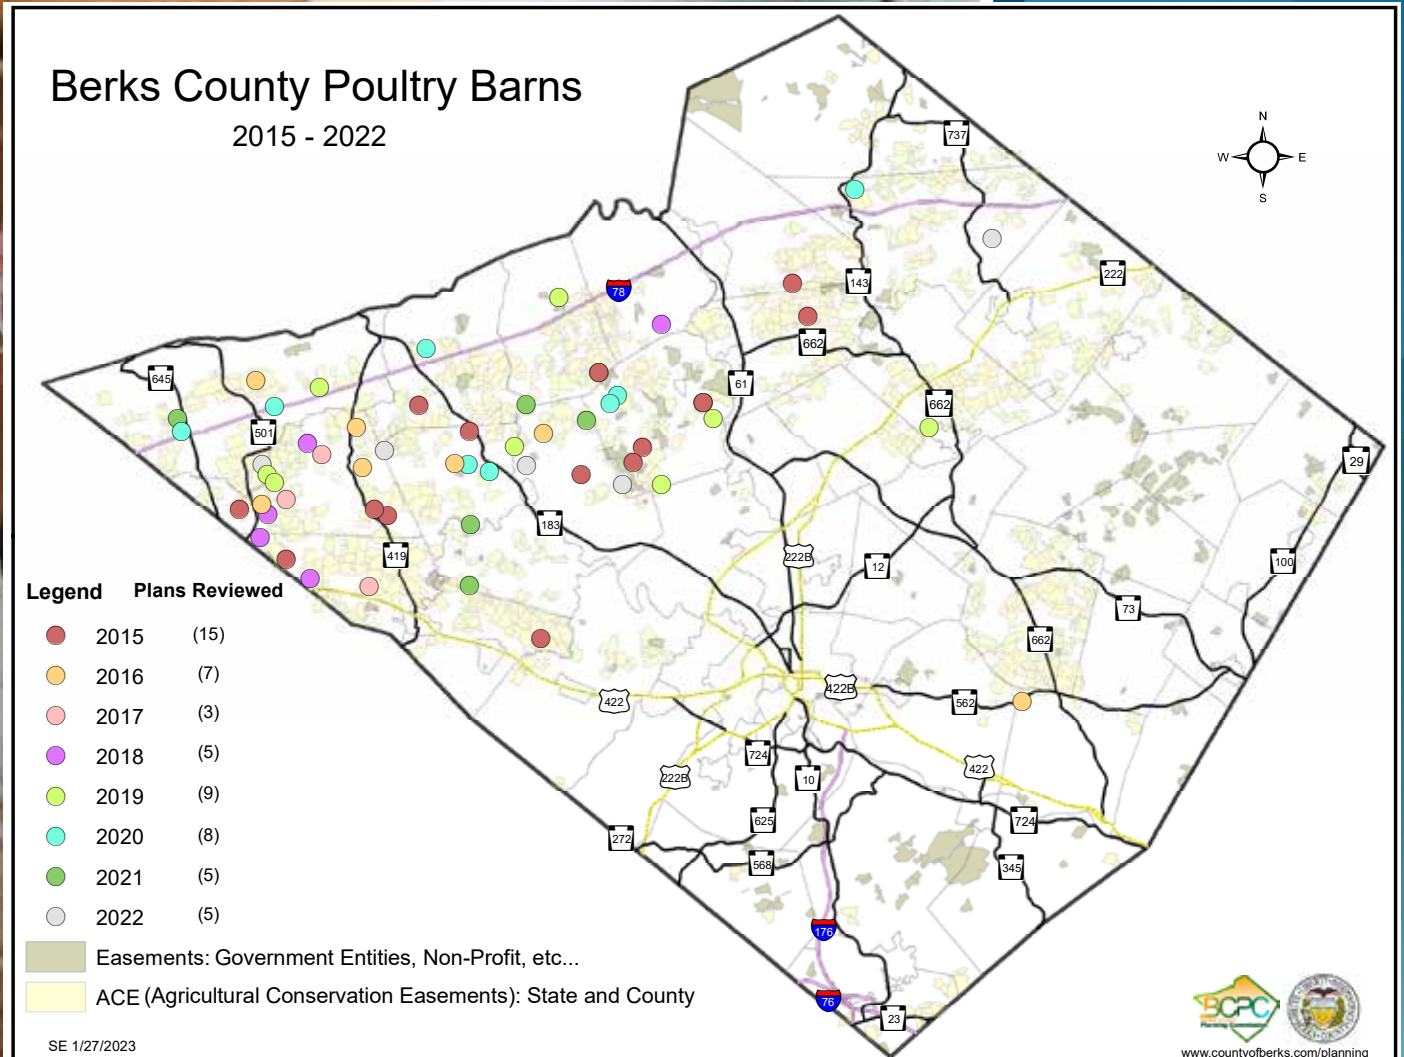 Berks County Poultry Barns
2015 - 2022
N
W E
S
737
222
143
78
662
61
645
662
501
29
183
419
222B
12
100
73
662
422
422B
562
724
10
422
222B
625
724
272
568
345
176
76
23
Legend Plans Reviewed
2015 (15)
2016 (7)
2017 (3)
2018 (5)
2019 (9)
2020 (8)
2021 (5)
2022 (5)
Easements: Government Entities, Non-Profit, etc...
ACE (Agricultural Conservation Easements): State and County
SE 1/27/2023
BCPC
Planning Commission
www.countyofberks.com/planning